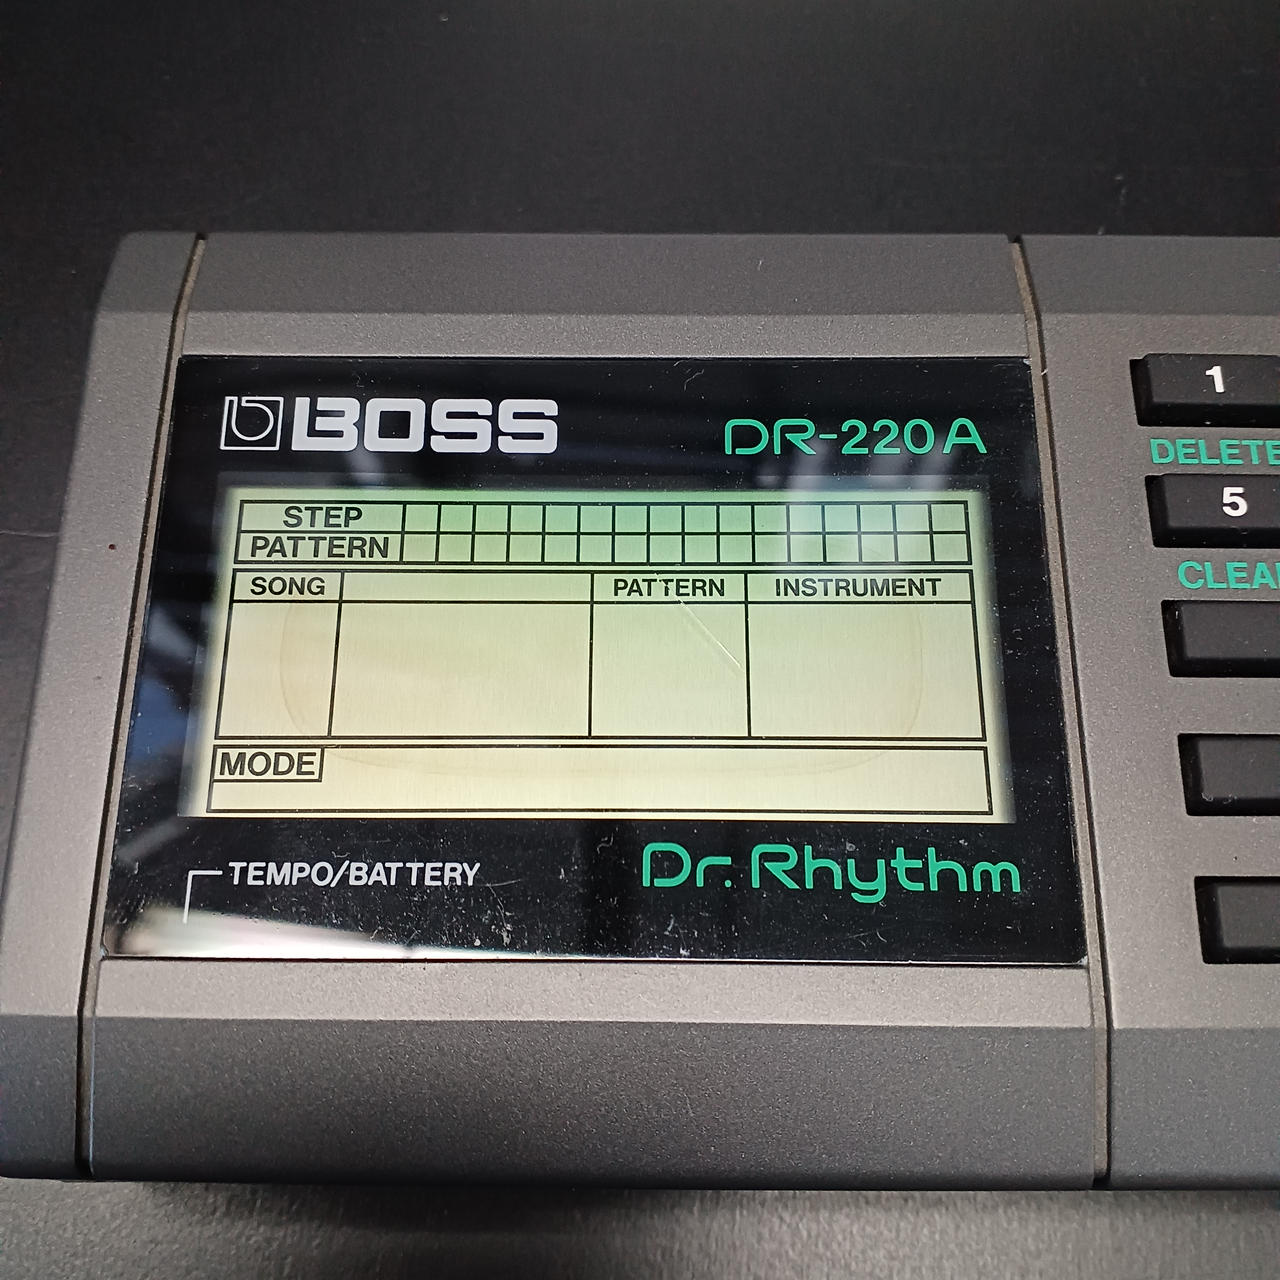 BOSS
DR-220A
STEP
PATTERN
SONG PATTERN INSTRUMENT
MODE
TEMPO/BATTERY
Dr. Rhythm
1
DELETE
5